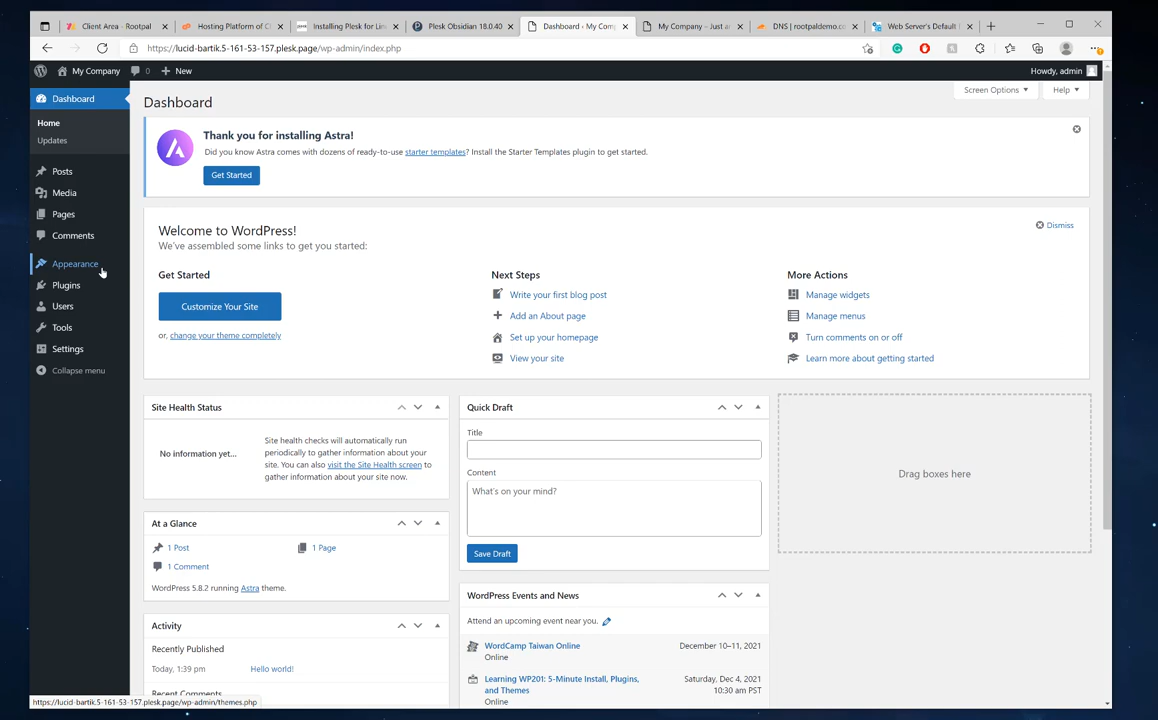 Client Area - Rootpal
Hosting Platform of C
Installing Plesk for Lin
Plesk Obsidian 18.0.40
Dashboard ‹ My Comp
My Company – Just an
DNS | rootpaldemo.co
Web Server's Default
https://lucid-bartik.5-161-53-157.plesk.page/wp-admin/index.php
My Company
0
New
Howdy, admin
Dashboard
Home
Updates
Posts
Media
Pages
Comments
Appearance
Plugins
Users
Tools
Settings
Collapse menu
Dashboard
Screen Options
Help
Thank you for installing Astra!
Did you know Astra comes with dozens of ready-to-use starter templates? Install the Starter Templates plugin to get started.
Get Started
Welcome to WordPress!
We've assembled some links to get you started:
Dismiss
Get Started
Customize Your Site
or, change your theme completely
Next Steps
Write your first blog post
Add an About page
Set up your homepage
View your site
More Actions
Manage widgets
Manage menus
Turn comments on or off
Learn more about getting started
Site Health Status
No information yet...
Site health checks will automatically run
periodically to gather information about your
site. You can also visit the Site Health screen to
gather information about your site now.
At a Glance
1 Post
1 Page
1 Comment
WordPress 5.8.2 running Astra theme.
Activity
Recently Published
Today, 1:39 pm
Hello world!
Recent Comments
Quick Draft
Title
Content
What's on your mind?
Save Draft
WordPress Events and News
Attend an upcoming event near you.
WordCamp Taiwan Online
December 10–11, 2021
Online
Learning WP201: 5-Minute Install, Plugins,
and Themes
Saturday, Dec 4, 2021
10:30 am PST
Online
Drag boxes here
https://lucid-bartik.5-161-53-157.plesk.page/wp-admin/themes.php